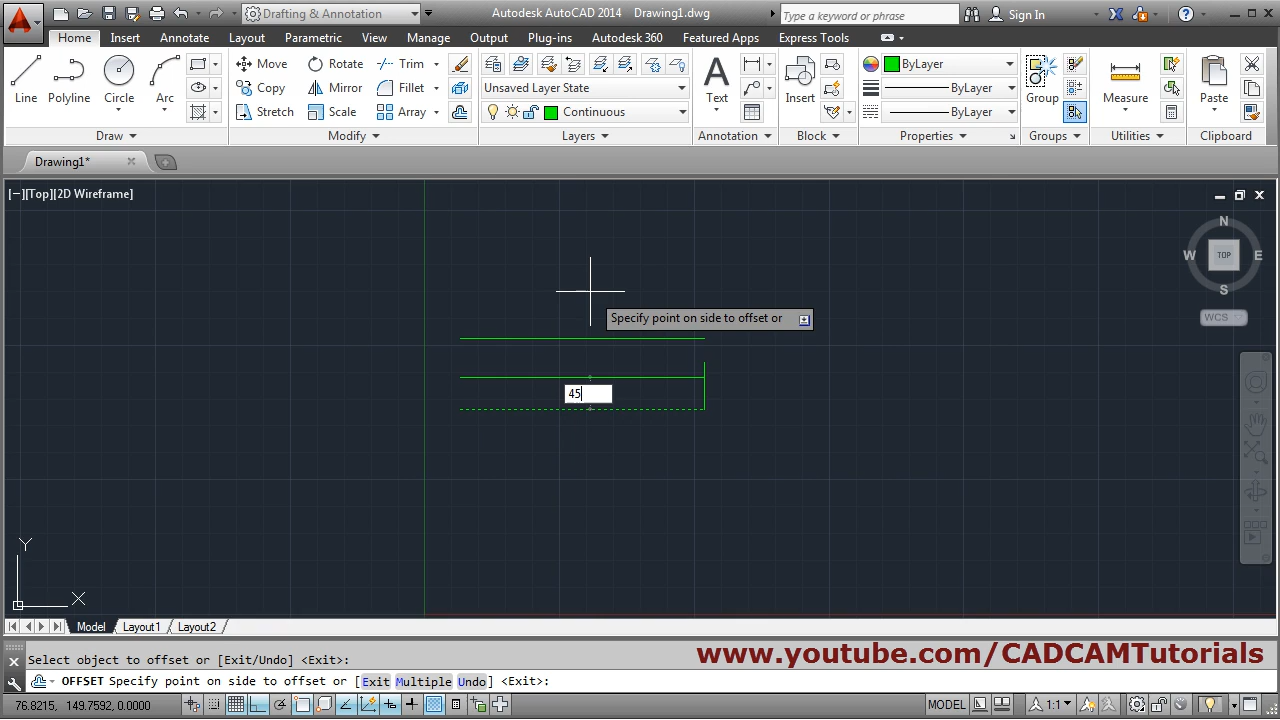 Drafting & Annotation
Autodesk AutoCAD 2014 Drawing1.dwg
Type a keyword or phrase
Sign In
Home Insert Annotate Layout Parametric View Manage Output Plug-ins Autodesk 360 Featured Apps Express Tools
Line
Polyline
Circle
Arc
Draw
Move
Rotate
Trim
Copy
Mirror
Fillet
Stretch
Scale
Array
Modify
Unsaved Layer State
Continuous
Layers
Text
Annotation
Insert
Block
ByLayer
ByLayer
ByLayer
Properties
Group
Groups
Measure
Utilities
Paste
Clipboard
Drawing1*
[−][Top][2D Wireframe]
N
W
TOP
E
S
WCS
Specify point on side to offset or
45
Y
X
Model Layout1 Layout2
Select object to offset or [Exit/Undo] <Exit>:
www.youtube.com/CADCAMTutorials
OFFSET Specify point on side to offset or [Exit Multiple Undo] <Exit>:
76.8215, 149.7592, 0.0000
MODEL
1:1